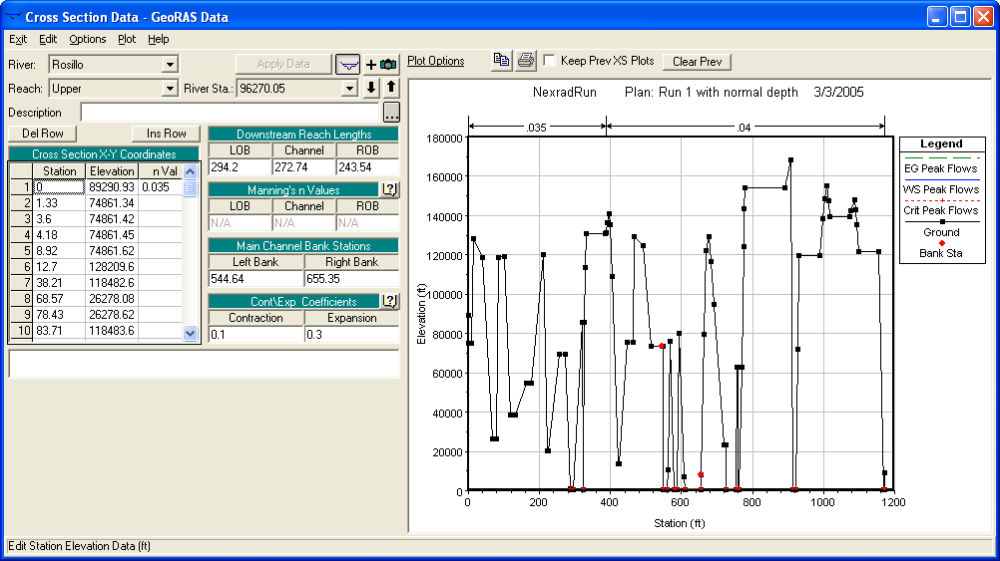 Cross Section Data - GeoRAS Data
Exit Edit Options Plot Help
River: Rosillo Apply Data
Reach: Upper River Sta.: 96270.05
Description ...
Plot Options Keep Prev XS Plots Clear Prev
Del Row Ins Row
Cross Section X-Y Coordinates
Station Elevation n Val
1 0 89290.93 0.035
2 1.33 74861.34
3 3.6 74861.42
4 4.18 74861.45
5 8.92 74861.62
6 12.7 128209.6
7 38.21 118482.6
8 68.57 26278.08
9 78.43 26278.62
10 83.71 118483.6
Downstream Reach Lengths
LOB Channel ROB
294.2 272.74 243.54
Manning's n Values
LOB Channel ROB
N/A N/A N/A
Main Channel Bank Stations
Left Bank Right Bank
544.64 655.35
Cont\Exp Coefficients
Contraction Expansion
0.1 0.3
NexradRun Plan: Run 1 with normal depth 3/3/2005
.035 .04
180000
160000
140000
120000
100000
80000
60000
40000
20000
0
Elevation (ft)
0 200 400 600 800 1000 1200
Station (ft)
Legend
EG Peak Flows
WS Peak Flows
Crit Peak Flows
Ground
Bank Sta
Edit Station Elevation Data (ft)